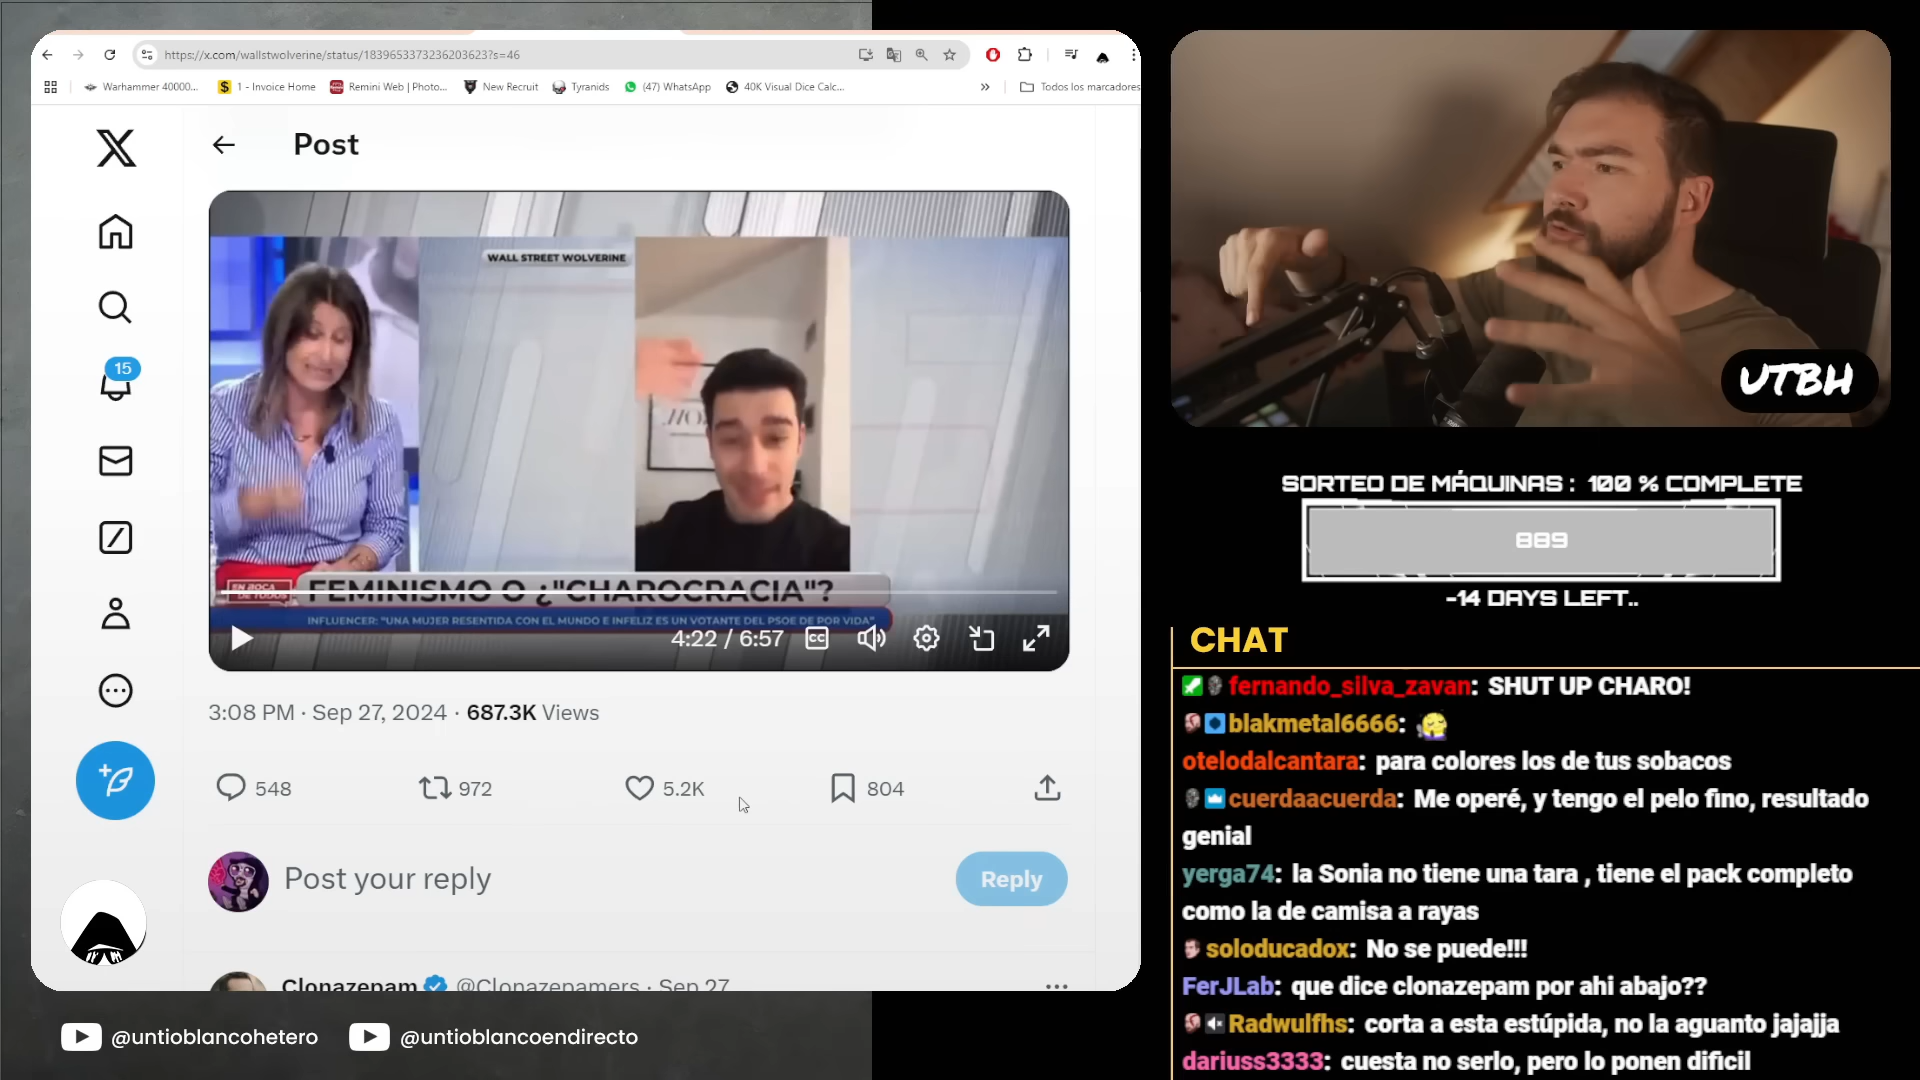 https://x.com/wallstwolverine/status/1839653373236203623?s=46
Warhammer 40000...
$ 1 - Invoice Home
Remini Web | Photo...
New Recruit
Tyranids
(47) WhatsApp
40K Visual Dice Calc...
»
Todos los marcadores
X
15
Post
WALL STREET WOLVERINE
EN BOCA
DE TODOS
FEMINISMO O ¿"CHAROCRACIA"?
INFLUENCER: "UNA MUJER RESENTIDA CON EL MUNDO E INFELIZ ES UN VOTANTE DEL PSOE DE POR VIDA"
4:22 / 6:57
CC
3:08 PM · Sep 27, 2024 · 687.3K Views
548
972
5.2K
804
Post your reply
Reply
Clonazepam @Clonazepamers · Sep 27
@untioblancohetero
@untioblancoendirecto
UTBH
SORTEO DE MÁQUINAS : 100 % COMPLETE
889
-14 DAYS LEFT..
CHAT
fernando_silva_zavan: SHUT UP CHARO!
blakmetal6666:
otelodalcantara: para colores los de tus sobacos
cuerdaacuerda: Me operé, y tengo el pelo fino, resultado
genial
yerga74: la Sonia no tiene una tara , tiene el pack completo
como la de camisa a rayas
soloducadox: No se puede!!!
FerJLab: que dice clonazepam por ahi abajo??
Radwulfhs: corta a esta estúpida, no la aguanto jajajja
dariuss3333: cuesta no serlo, pero lo ponen dificil